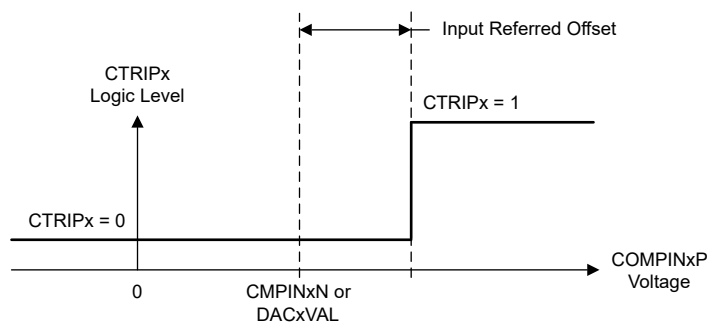 Input Referred Offset
CTRIPx
Logic Level
CTRIPx = 1
CTRIPx = 0
COMPINxP
Voltage
0
CMPINxN or
DACxVAL